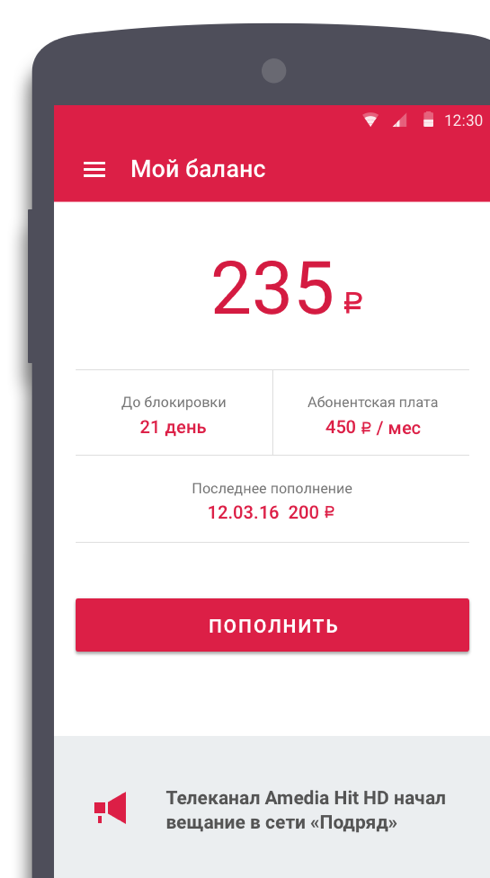 12:30
Мой баланс
235 ₽
До блокировки
21 день
Абонентская плата
450 ₽ / мес
Последнее пополнение
12.03.16 200 ₽
ПОПОЛНИТЬ
Телеканал Amedia Hit HD начал
вещание в сети «Подряд»